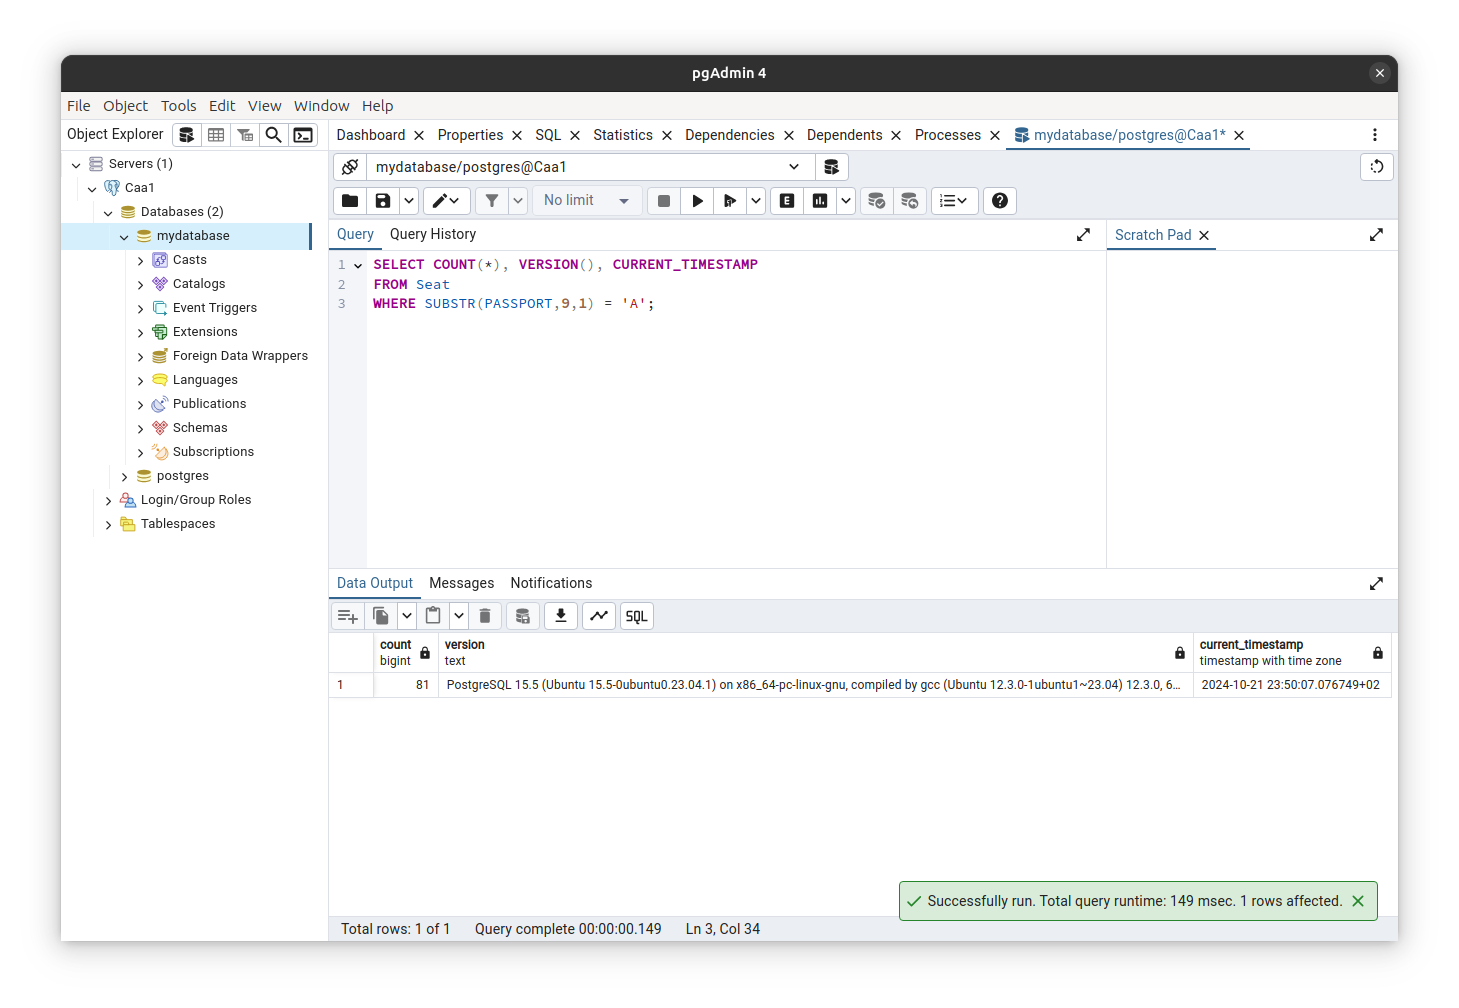 pgAdmin 4
File Object Tools Edit View Window Help
Object Explorer
Servers (1)
Caa1
Databases (2)
mydatabase
Casts
Catalogs
Event Triggers
Extensions
Foreign Data Wrappers
Languages
Publications
Schemas
Subscriptions
postgres
Login/Group Roles
Tablespaces
Dashboard Properties SQL Statistics Dependencies Dependents Processes mydatabase/postgres@Caa1*
mydatabase/postgres@Caa1
No limit E
Query Query History
1 SELECT COUNT(*), VERSION(), CURRENT_TIMESTAMP
2 FROM Seat
3 WHERE SUBSTR(PASSPORT,9,1) = 'A';
Scratch Pad
Data Output Messages Notifications
SQL
count version current_timestamp
bigint text timestamp with time zone
1 81 PostgreSQL 15.5 (Ubuntu 15.5-0ubuntu0.23.04.1) on x86_64-pc-linux-gnu, compiled by gcc (Ubuntu 12.3.0-1ubuntu1~23.04) 12.3.0, 6... 2024-10-21 23:50:07.076749+02
Successfully run. Total query runtime: 149 msec. 1 rows affected.
Total rows: 1 of 1 Query complete 00:00:00.149 Ln 3, Col 34